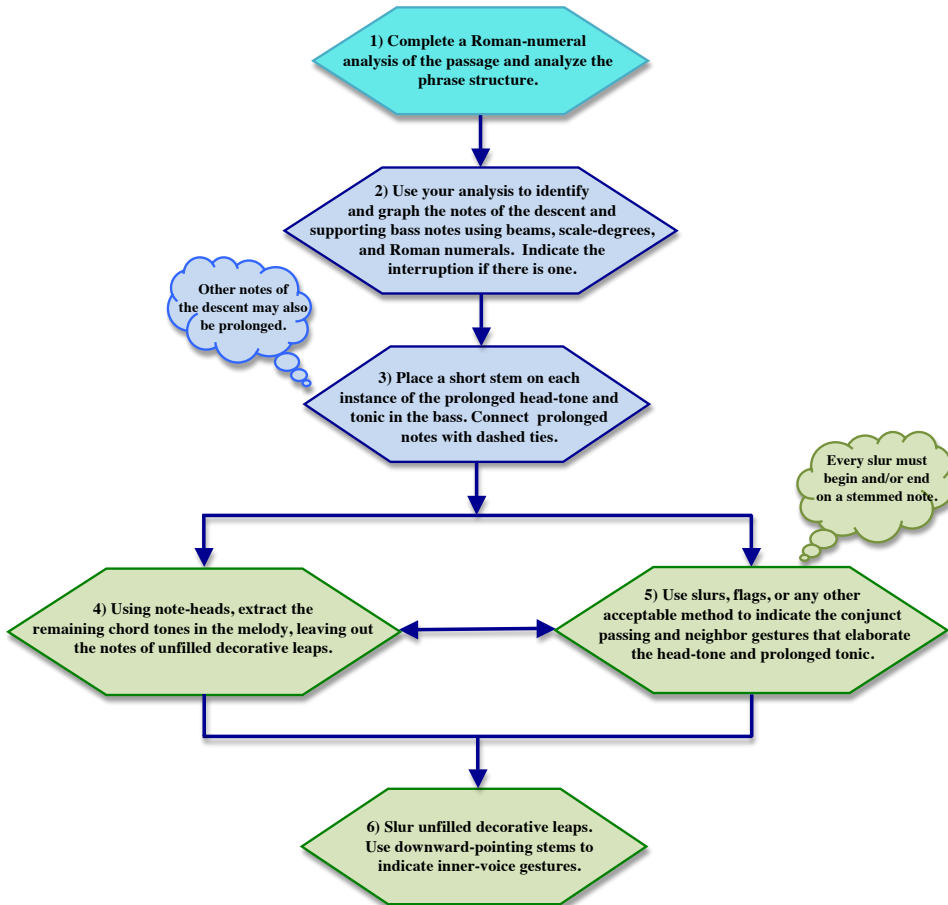 1) Complete a Roman-numeral
analysis of the passage and analyze the
phrase structure.
2) Use your analysis to identify
and graph the notes of the descent and
supporting bass notes using beams, scale-degrees,
and Roman numerals.  Indicate the
interruption if there is one.
Other notes of
the descent may also
be prolonged.
3) Place a short stem on each
instance of the prolonged head-tone and
tonic in the bass. Connect  prolonged
notes with dashed ties.
Every slur must
begin and/or end
on a stemmed note.
4) Using note-heads, extract the
remaining chord tones in the melody, leaving out
the notes of unfilled decorative leaps.
5) Use slurs, flags, or any other
acceptable method to indicate the conjunct
passing and neighbor gestures that elaborate
the head-tone and prolonged tonic.
6) Slur unfilled decorative leaps.
Use downward-pointing stems to
indicate inner-voice gestures.